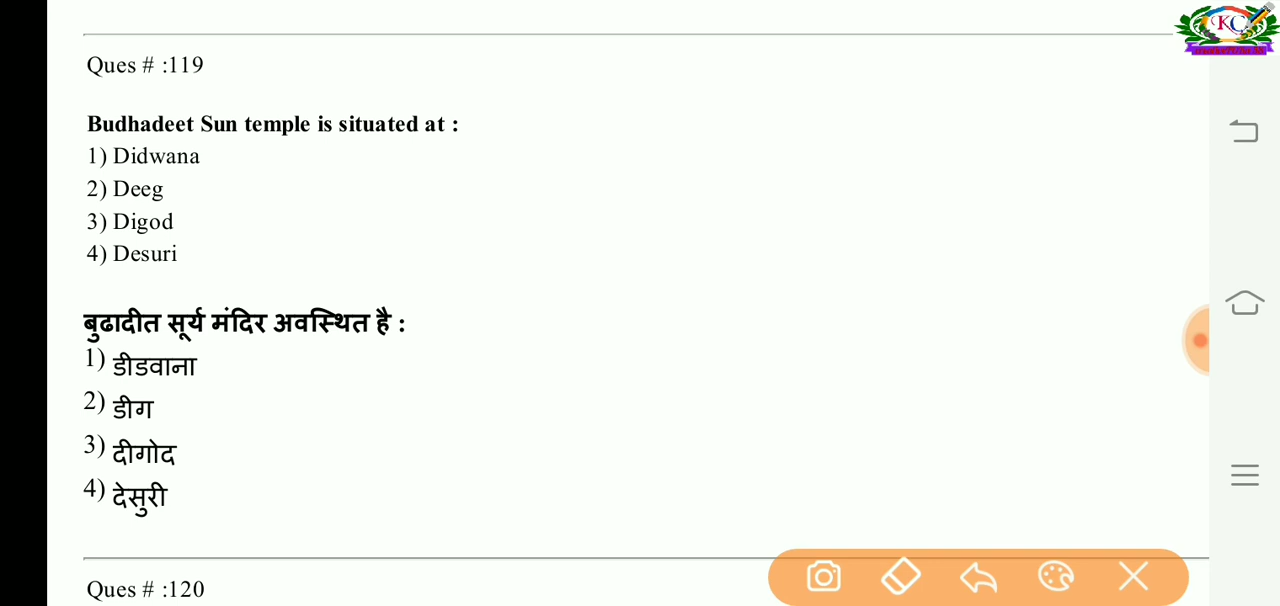 KC
Ques # :119
Budhadeet Sun temple is situated at :
1) Didwana
2) Deeg
3) Digod
4) Desuri
बुढादीत सूर्य मंदिर अवस्थित है :
1) डीडवाना
2) डीग
3) दीगोद
4) देसुरी
Ques # :120